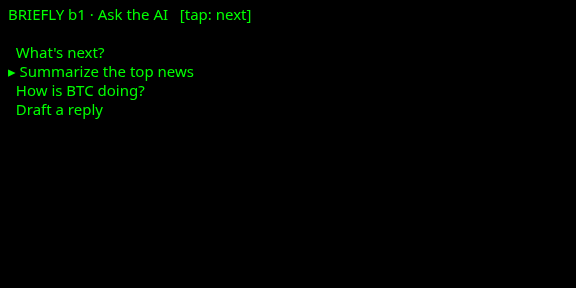 BRIEFLY b1 · Ask the AI [tap: next]
What's next?
▸ Summarize the top news
How is BTC doing?
Draft a reply